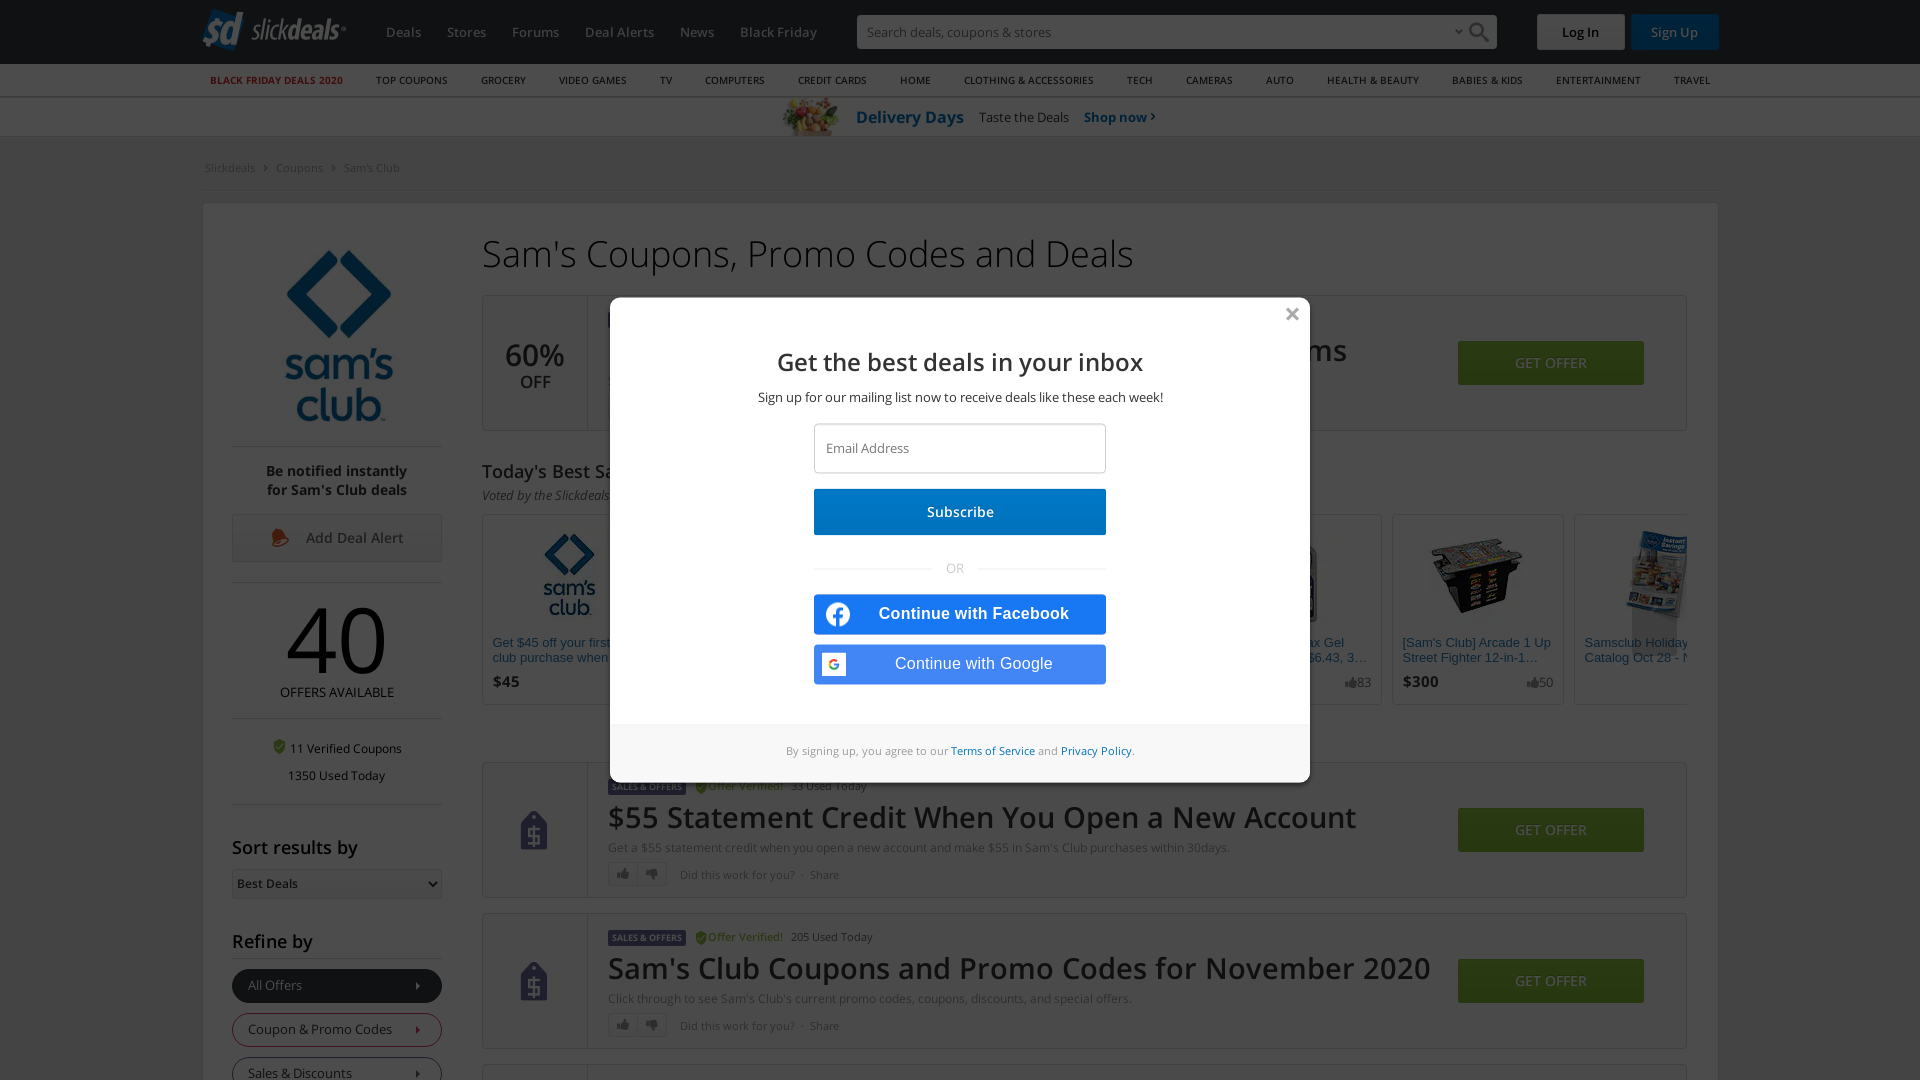 sd slickdeals
Deals
Stores
Forums
Deal Alerts
News
Black Friday
Search deals, coupons & stores
Log In
Sign Up
BLACK FRIDAY DEALS 2020
TOP COUPONS
GROCERY
VIDEO GAMES
TV
COMPUTERS
CREDIT CARDS
HOME
CLOTHING & ACCESSORIES
TECH
CAMERAS
AUTO
HEALTH & BEAUTY
BABIES & KIDS
ENTERTAINMENT
TRAVEL
Delivery Days Taste the Deals Shop now
Slickdeals
Coupons
Sam's Club
sam's
club
Be notified instantly
for Sam's Club deals
Add Deal Alert
40
OFFERS AVAILABLE
11 Verified Coupons
1350 Used Today
Sort results by
Best Deals
Refine by
All Offers
Coupon & Promo Codes
Sales & Discounts
Sam's Coupons, Promo Codes and Deals
60%
OFF
ms
GET OFFER
Today's Best Sa
Voted by the Slickdeals
sam's
club
Get $45 off your first
club purchase when
$45
ax Gel
$6.43, 3…
83
[Sam's Club] Arcade 1 Up
Street Fighter 12-in-1…
$300
50
Instant
Savings
Samsclub Holiday
Catalog Oct 28 - N
Get the best deals in your inbox
Sign up for our mailing list now to receive deals like these each week!
Email Address
Subscribe
OR
Continue with Facebook
Continue with Google
By signing up, you agree to our Terms of Service and Privacy Policy.
SALES & OFFERS
Offer Verified!
33 Used Today
$55 Statement Credit When You Open a New Account
Get a $55 statement credit when you open a new account and make $55 in Sam's Club purchases within 30days.
Did this work for you? · Share
GET OFFER
SALES & OFFERS
Offer Verified!
205 Used Today
Sam's Club Coupons and Promo Codes for November 2020
Click through to see Sam's Club's current promo codes, coupons, discounts, and special offers.
Did this work for you? · Share
GET OFFER